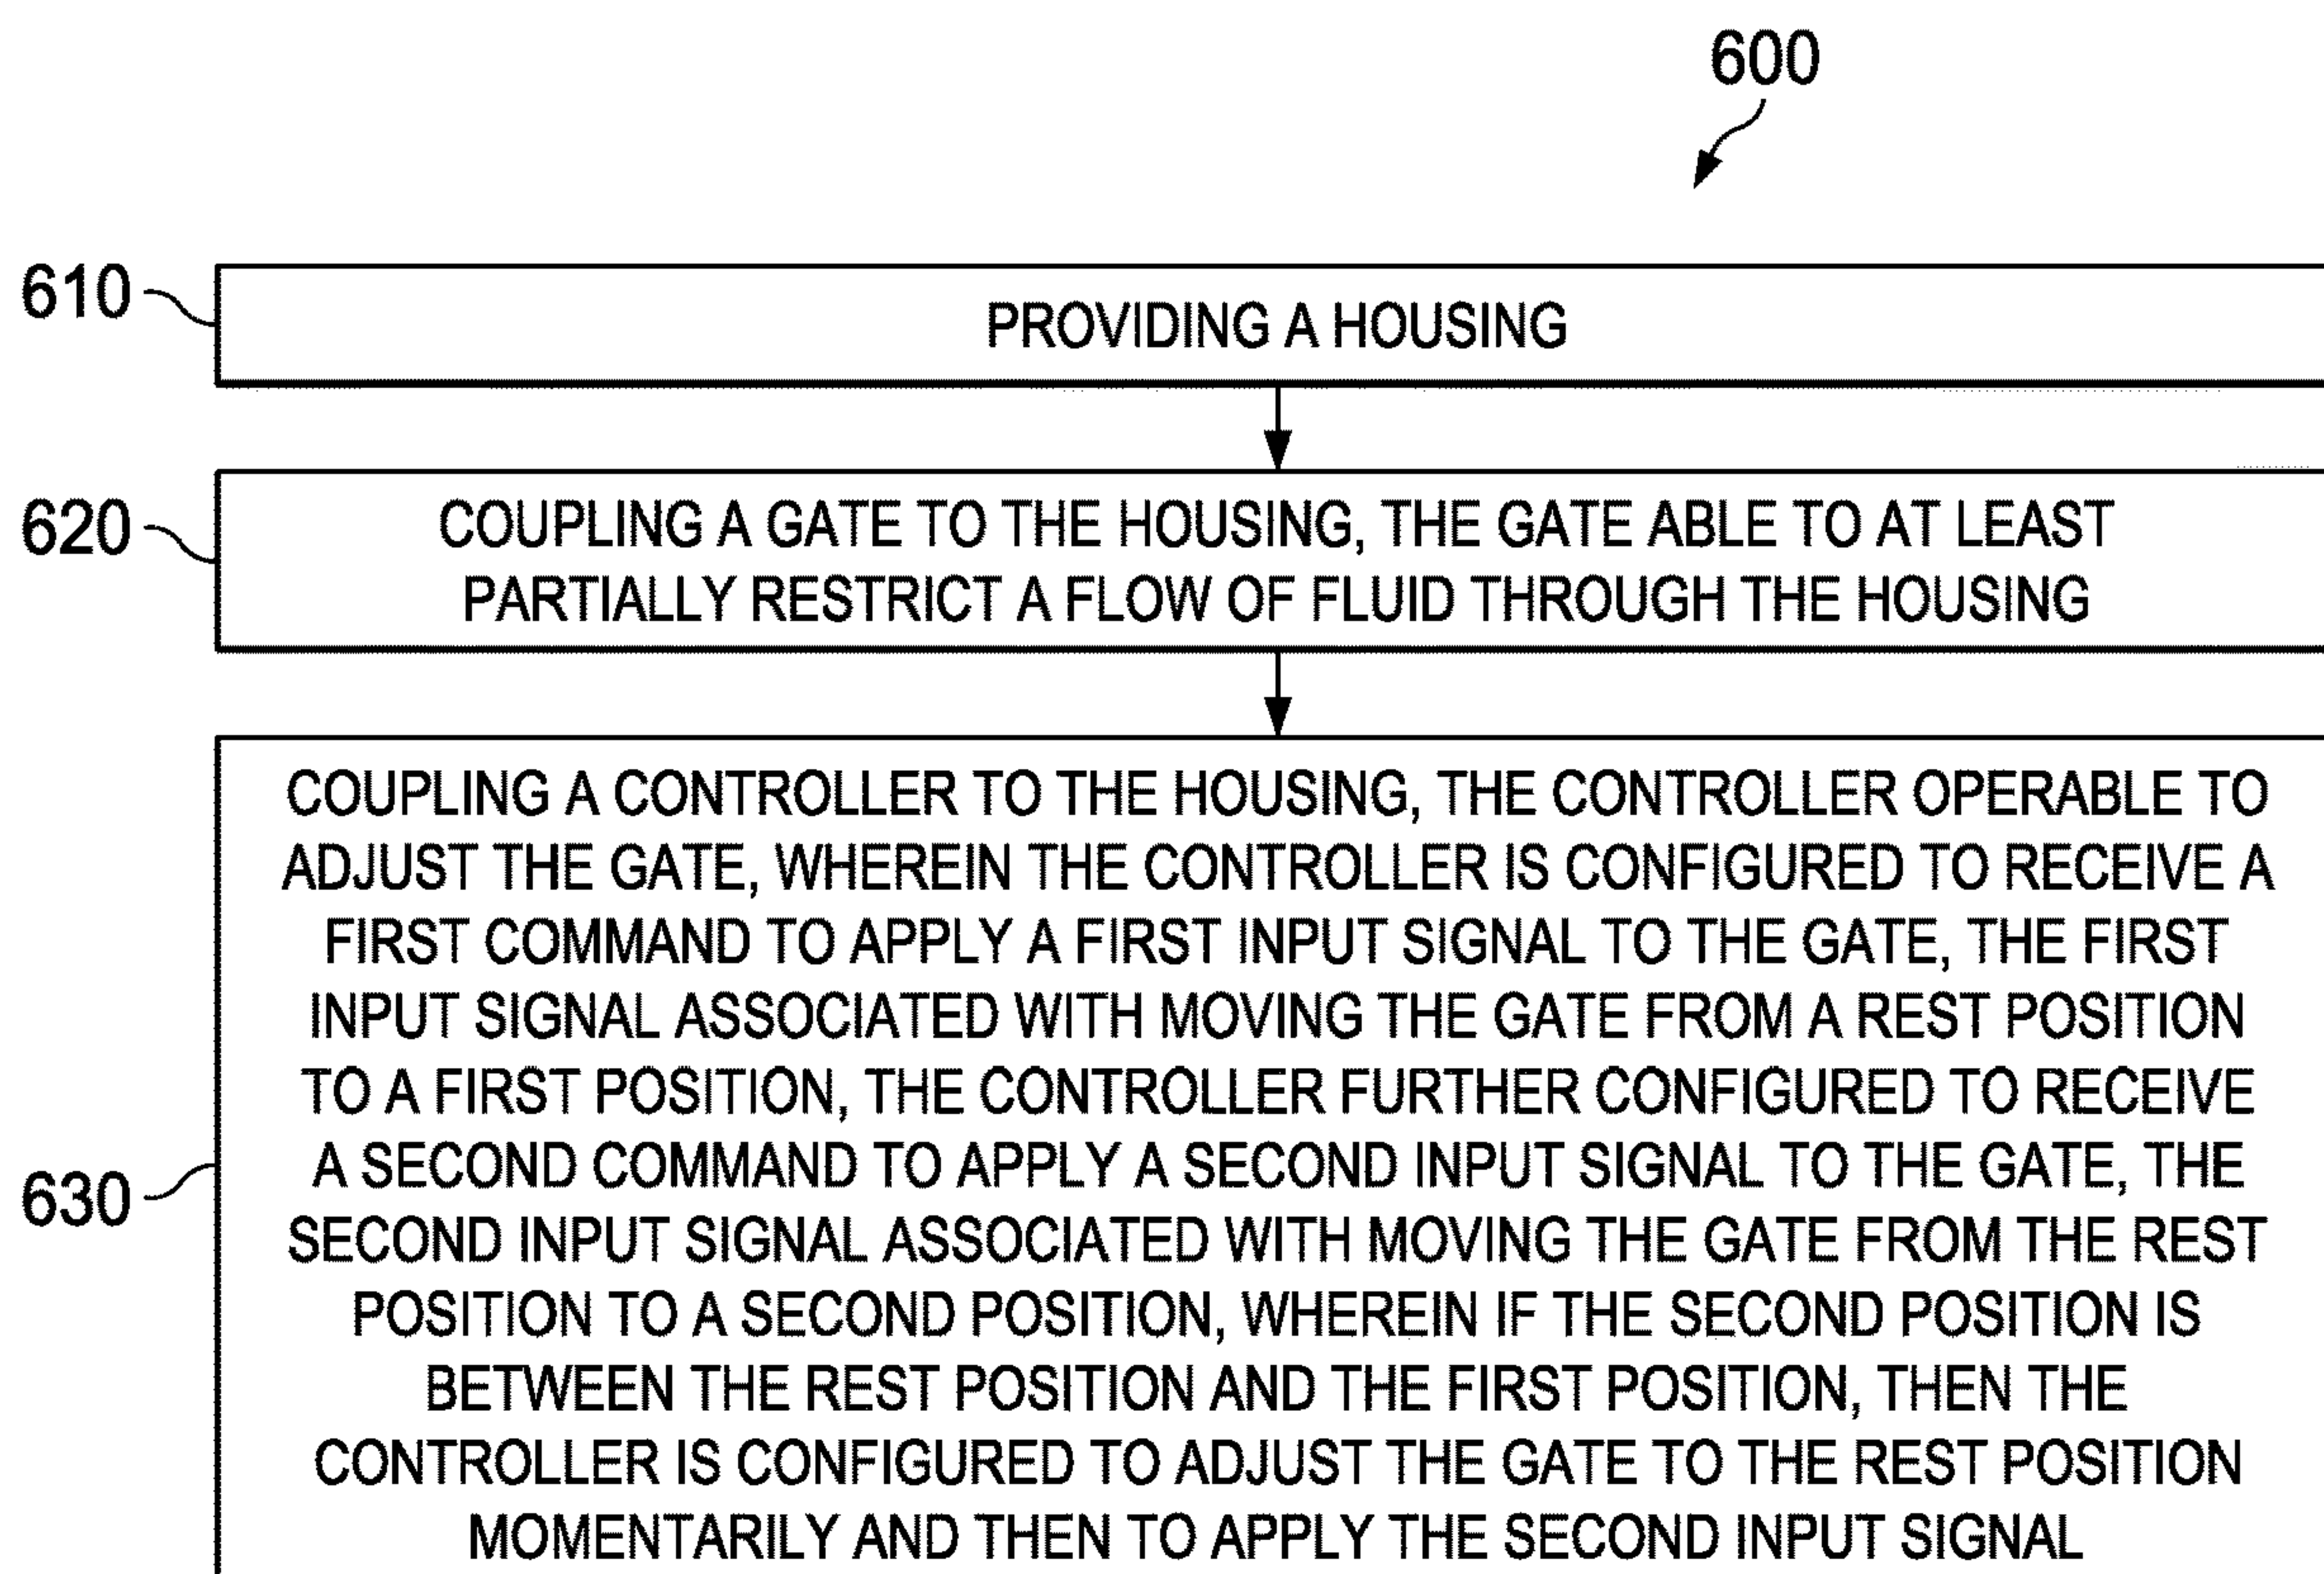 600
610
PROVIDING A HOUSING
620
COUPLING A GATE TO THE HOUSING, THE GATE ABLE TO AT LEAST
PARTIALLY RESTRICT A FLOW OF FLUID THROUGH THE HOUSING
630
COUPLING A CONTROLLER TO THE HOUSING, THE CONTROLLER OPERABLE TO
ADJUST THE GATE, WHEREIN THE CONTROLLER IS CONFIGURED TO RECEIVE A
FIRST COMMAND TO APPLY A FIRST INPUT SIGNAL TO THE GATE, THE FIRST
INPUT SIGNAL ASSOCIATED WITH MOVING THE GATE FROM A REST POSITION
TO A FIRST POSITION, THE CONTROLLER FURTHER CONFIGURED TO RECEIVE
A SECOND COMMAND TO APPLY A SECOND INPUT SIGNAL TO THE GATE, THE
SECOND INPUT SIGNAL ASSOCIATED WITH MOVING THE GATE FROM THE REST
POSITION TO A SECOND POSITION, WHEREIN IF THE SECOND POSITION IS
BETWEEN THE REST POSITION AND THE FIRST POSITION, THEN THE
CONTROLLER IS CONFIGURED TO ADJUST THE GATE TO THE REST POSITION
MOMENTARILY AND THEN TO APPLY THE SECOND INPUT SIGNAL